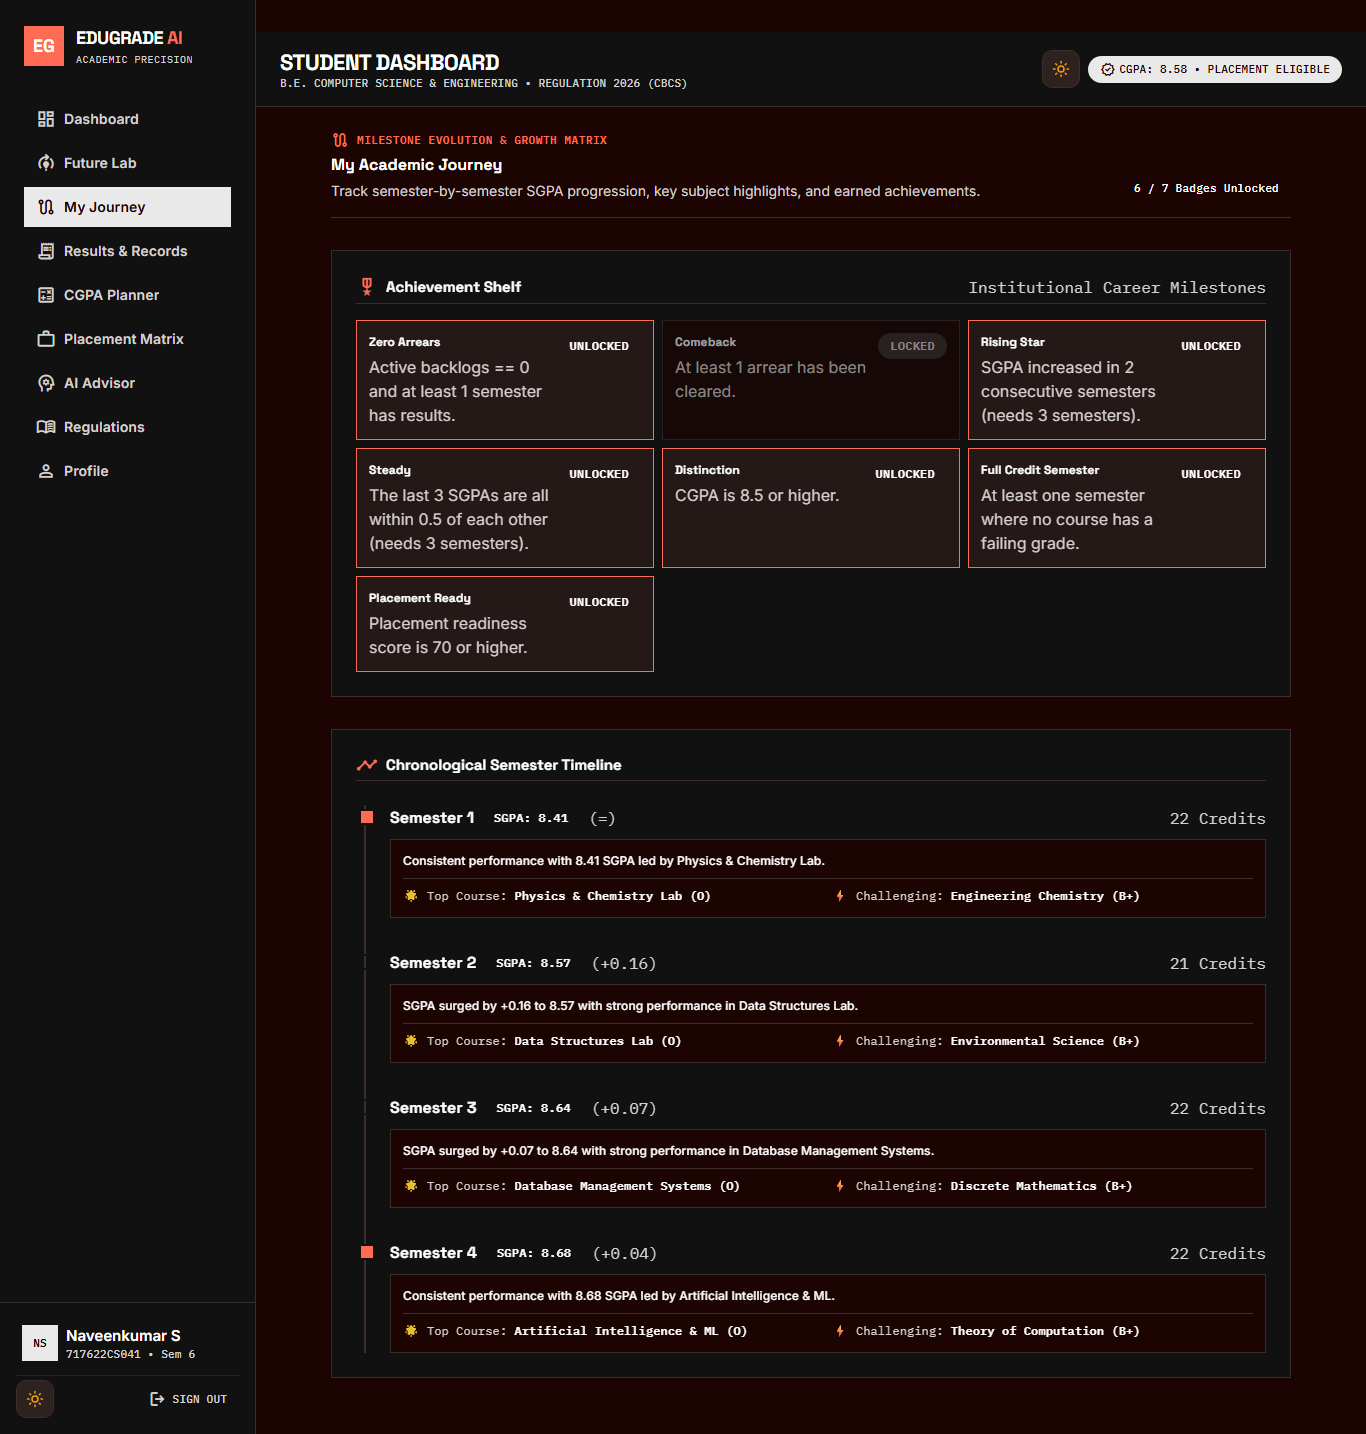 EG
EDUGRADE AI
ACADEMIC PRECISION
Dashboard
Future Lab
My Journey
Results & Records
CGPA Planner
Placement Matrix
AI Advisor
Regulations
Profile
NS
Naveenkumar S
717622CS041 • Sem 6
SIGN OUT
STUDENT DASHBOARD
B.E. COMPUTER SCIENCE & ENGINEERING • REGULATION 2026 (CBCS)
CGPA: 8.58 • PLACEMENT ELIGIBLE
MILESTONE EVOLUTION & GROWTH MATRIX
My Academic Journey
Track semester-by-semester SGPA progression, key subject highlights, and earned achievements.
6 / 7 Badges Unlocked
Achievement Shelf
Institutional Career Milestones
Zero Arrears
UNLOCKED
Active backlogs == 0
and at least 1 semester
has results.
Comeback
LOCKED
At least 1 arrear has been
cleared.
Rising Star
UNLOCKED
SGPA increased in 2
consecutive semesters
(needs 3 semesters).
Steady
UNLOCKED
The last 3 SGPAs are all
within 0.5 of each other
(needs 3 semesters).
Distinction
UNLOCKED
CGPA is 8.5 or higher.
Full Credit Semester
UNLOCKED
At least one semester
where no course has a
failing grade.
Placement Ready
UNLOCKED
Placement readiness
score is 70 or higher.
Chronological Semester Timeline
Semester 1 SGPA: 8.41 (=) 22 Credits
Consistent performance with 8.41 SGPA led by Physics & Chemistry Lab.
Top Course: Physics & Chemistry Lab (O) Challenging: Engineering Chemistry (B+)
Semester 2 SGPA: 8.57 (+0.16) 21 Credits
SGPA surged by +0.16 to 8.57 with strong performance in Data Structures Lab.
Top Course: Data Structures Lab (O) Challenging: Environmental Science (B+)
Semester 3 SGPA: 8.64 (+0.07) 22 Credits
SGPA surged by +0.07 to 8.64 with strong performance in Database Management Systems.
Top Course: Database Management Systems (O) Challenging: Discrete Mathematics (B+)
Semester 4 SGPA: 8.68 (+0.04) 22 Credits
Consistent performance with 8.68 SGPA led by Artificial Intelligence & ML.
Top Course: Artificial Intelligence & ML (O) Challenging: Theory of Computation (B+)